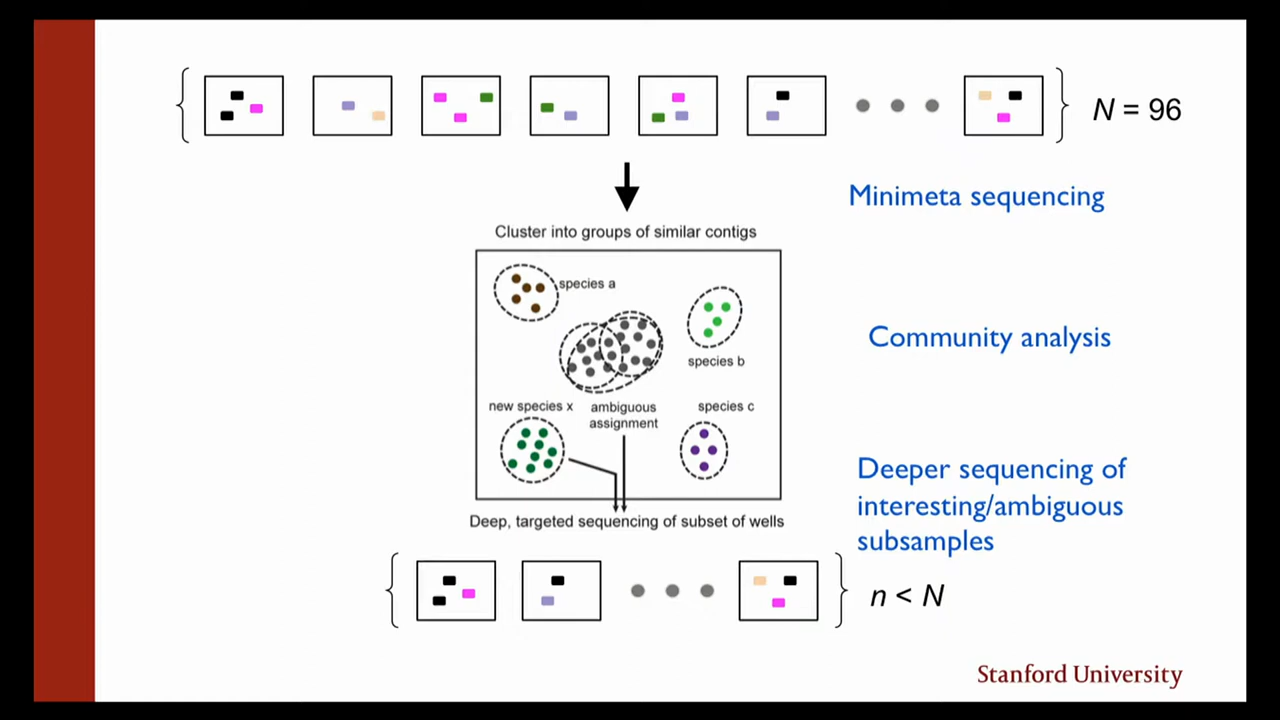 N = 96
Minimeta sequencing
Cluster into groups of similar contigs
species a
species b
Community analysis
new species x
ambiguous
assignment
species c
Deeper sequencing of
interesting/ambiguous
subsamples
Deep, targeted sequencing of subset of wells
n < N
Stanford University